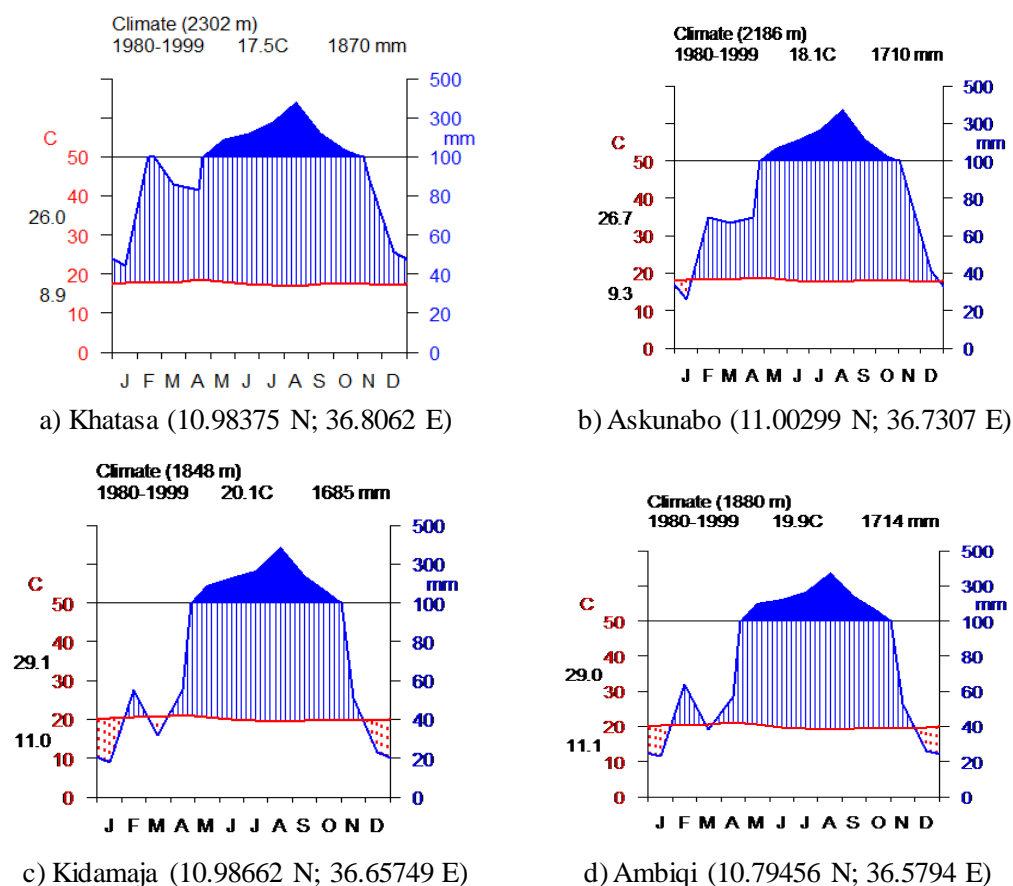 Climate (2302 m)
1980-1999 17.5C 1870 mm
500
300
mm
C
50
100
40
80
26.0
30
60
20
40
8.9
10
20
0
0
J F M A M J J A S O N D
a) Khatasa (10.98375 N; 36.8062 E)
Climate (2186 m)
1980-1999 18.1C 1710 mm
500
300
C
mm
50
100
40
80
26.7
30
60
20
40
9.3
10
20
0
0
J F M A M J J A S O N D
b) Askunabo (11.00299 N; 36.7307 E)
Climate (1848 m)
1980-1999 20.1C 1685 mm
500
300
C
mm
50
100
40
80
29.1
30
60
20
40
11.0
10
20
0
0
J F M A M J J A S O N D
c) Kidamaja (10.98662 N; 36.65749 E)
Climate (1880 m)
1980-1999 19.9C 1714 mm
500
300
C
mm
50
100
40
80
29.0
30
60
20
40
11.1
10
20
0
0
J F M A M J J A S O N D
d) Ambiqi (10.79456 N; 36.5794 E)